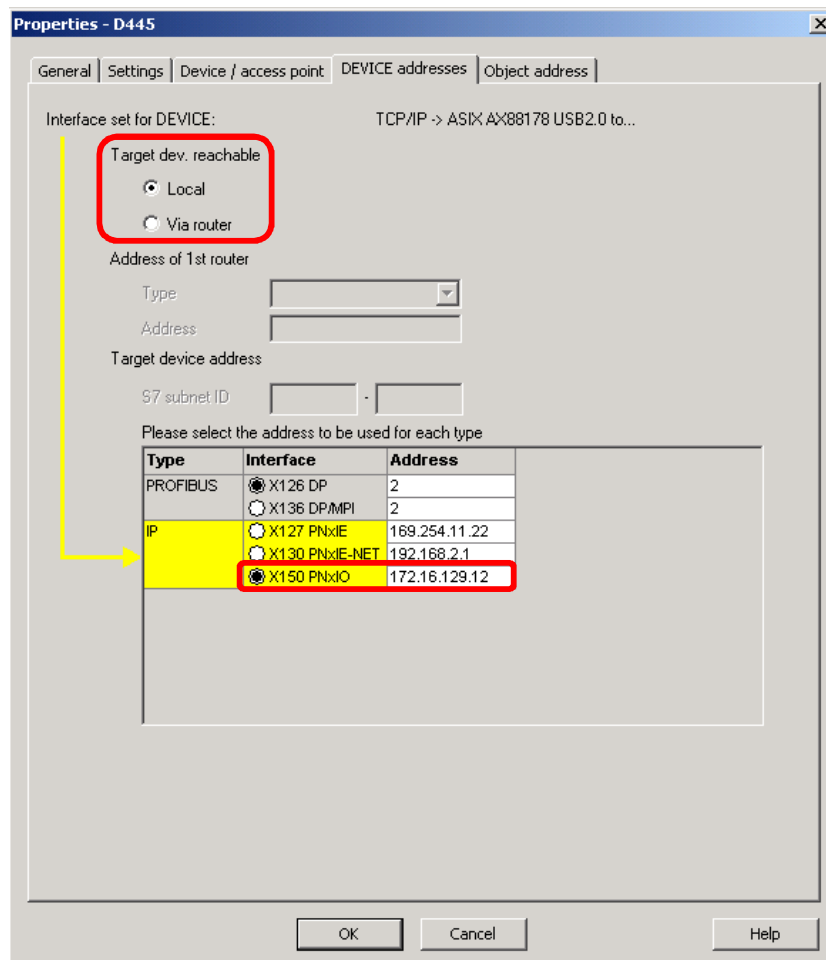 Properties - D445
General Settings Device / access point DEVICE addresses Object address
Interface set for DEVICE: TCP/IP -> ASIX AX88178 USB2.0 to...
Target dev. reachable
Local
Via router
Address of 1st router
Type
Address
Target device address
S7 subnet ID -
Please select the address to be used for each type
Type Interface Address
PROFIBUS X126 DP 2
X136 DP/MPI 2
IP X127 PNxIE 169.254.11.22
X130 PNxIE-NET 192.168.2.1
X150 PNxIO 172.16.129.12
OK Cancel Help